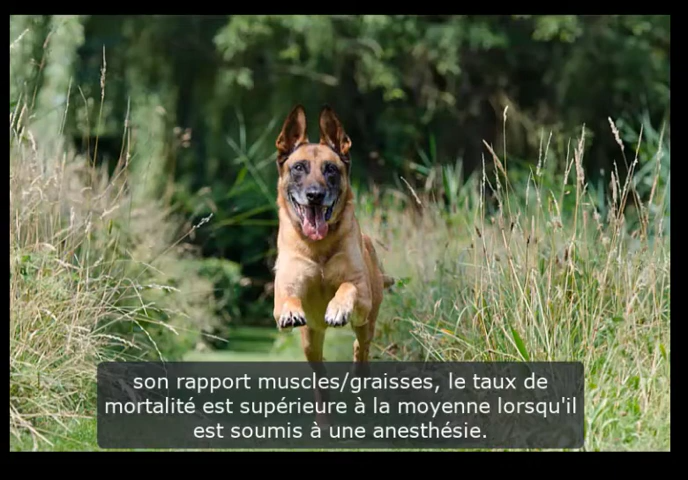 son rapport muscles/graisses, le taux de
mortalité est supérieure à la moyenne lorsqu'il
est soumis à une anesthésie.